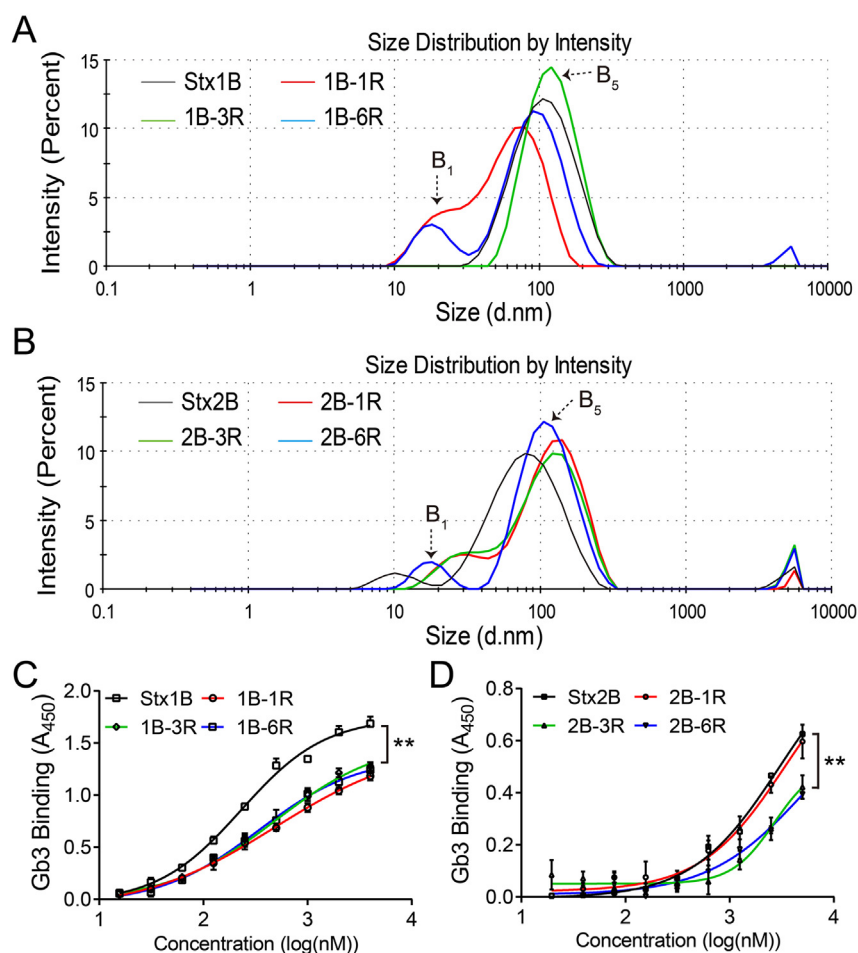 A
Size Distribution by Intensity
Intensity (Percent)
15
10
5
0
Stx1B
1B-1R
1B-3R
1B-6R
B1
B5
0.1 1 10 100 1000 10000
Size (d.nm)
B
Size Distribution by Intensity
Intensity (Percent)
15
10
5
0
Stx2B
2B-1R
2B-3R
2B-6R
B1
B5
0.1 1 10 100 1000 10000
Size (d.nm)
C
Gb3 Binding (A450)
2.0
1.5
1.0
0.5
0.0
Stx1B
1B-1R
1B-3R
1B-6R
**
1 2 3 4
Concentration (log(nM))
D
Gb3 Binding (A450)
0.8
0.6
0.4
0.2
0.0
Stx2B
2B-1R
2B-3R
2B-6R
**
1 2 3 4
Concentration (log(nM))